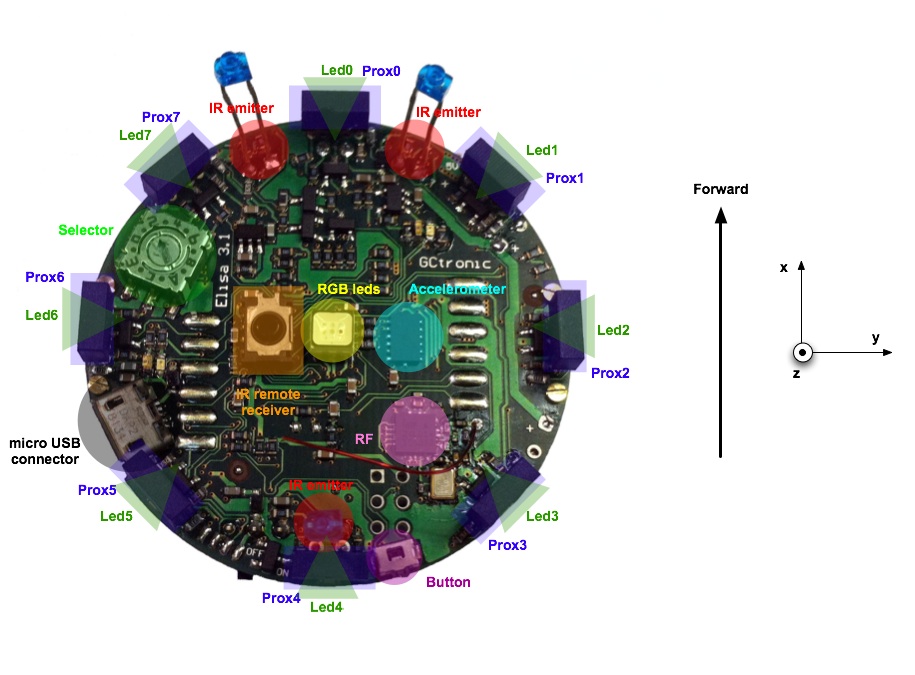 Led0 Prox0
Prox7
Led7
IR emitter
IR emitter
Led1
Prox1
Selector
Elisa 3.1
GCtronic
Prox6
Led6
RGB leds
Accelerometer
Led2
Prox2
IR remote
receiver
micro USB
connector
RF
Prox5
Led5
IR emitter
Led3
Prox3
OFF
ON
Button
Prox4
Led4
Forward
x
y
z